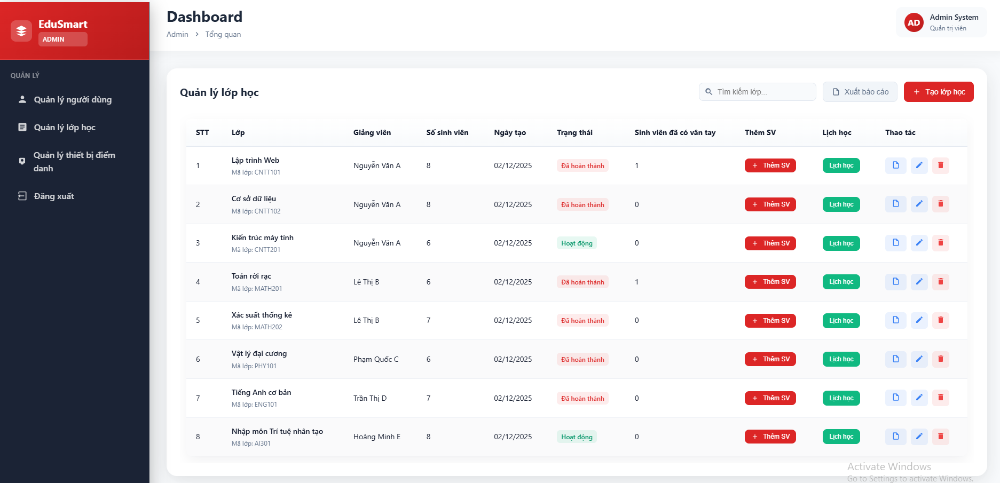 EduSmart
ADMIN
QUẢN LÝ
Quản lý người dùng
Quản lý lớp học
Quản lý thiết bị điểm
danh
Đăng xuất
Dashboard
Admin > Tổng quan
AD
Admin System
Quản trị viên
Quản lý lớp học
Tìm kiếm lớp...
Xuất báo cáo
+ Tạo lớp học
STT Lớp Giảng viên Số sinh viên Ngày tạo Trạng thái Sinh viên đã có vân tay Thêm SV Lịch học Thao tác
1 Lập trình Web Nguyễn Văn A 8 02/12/2025 Đã hoàn thành 1 + Thêm SV Lịch học
Mã lớp: CNTT101
2 Cơ sở dữ liệu Nguyễn Văn A 8 02/12/2025 Đã hoàn thành 0 + Thêm SV Lịch học
Mã lớp: CNTT102
3 Kiến trúc máy tính Nguyễn Văn A 6 02/12/2025 Hoạt động 0 + Thêm SV Lịch học
Mã lớp: CNTT201
4 Toán rời rạc Lê Thị B 6 02/12/2025 Đã hoàn thành 1 + Thêm SV Lịch học
Mã lớp: MATH201
5 Xác suất thống kê Lê Thị B 7 02/12/2025 Đã hoàn thành 0 + Thêm SV Lịch học
Mã lớp: MATH202
6 Vật lý đại cương Phạm Quốc C 6 02/12/2025 Đã hoàn thành 0 + Thêm SV Lịch học
Mã lớp: PHY101
7 Tiếng Anh cơ bản Trần Thị D 7 02/12/2025 Đã hoàn thành 0 + Thêm SV Lịch học
Mã lớp: ENG101
8 Nhập môn Trí tuệ nhân tạo Hoàng Minh E 8 02/12/2025 Hoạt động 0 + Thêm SV Lịch học
Mã lớp: AI301
Activate Windows
Go to Settings to activate Windows.